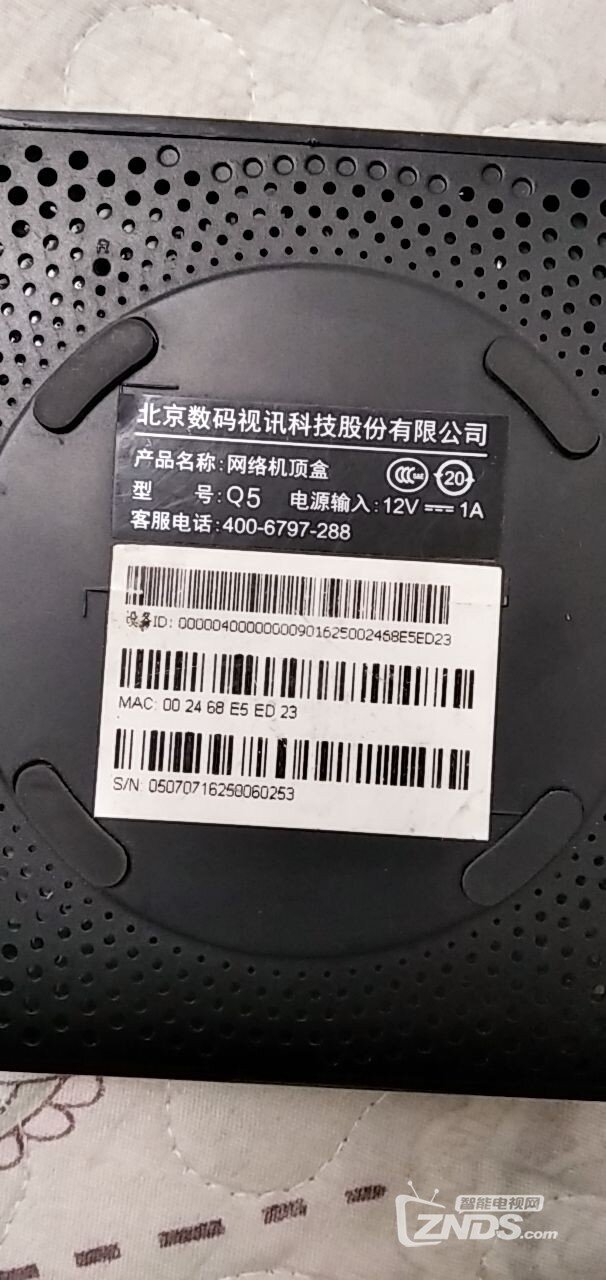 北京数码视讯科技股份有限公司
产品名称:网络机顶盒
型 号:Q5 电源输入:12V 1A
20
客服电话:400-6797-288
设备ID: 00000400000000901625002468E5ED23
MAC: 00 24 68 E5 ED 23
S/N: 05070716250060253
智能电视网
ZNDS.com